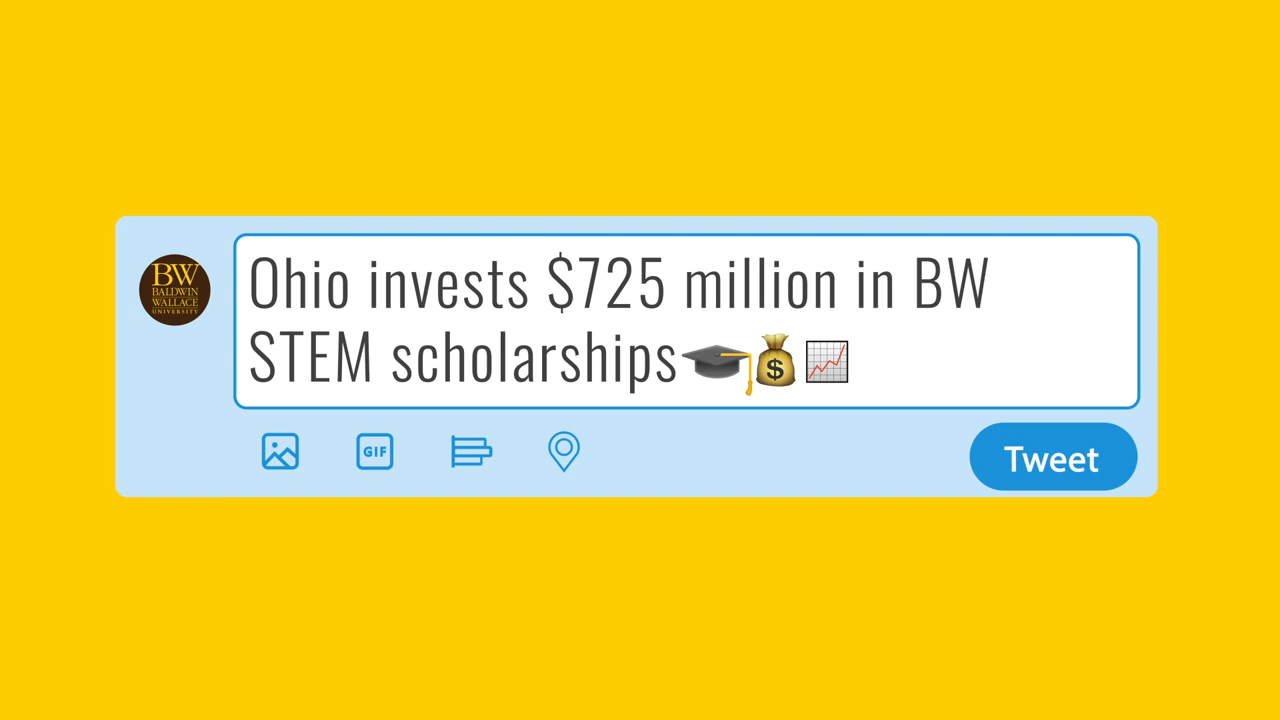 BW
BALDWIN
WALLACE
UNIVERSITY
Ohio invests $725 million in BW
STEM scholarships🎓💰📈
GIF
Tweet